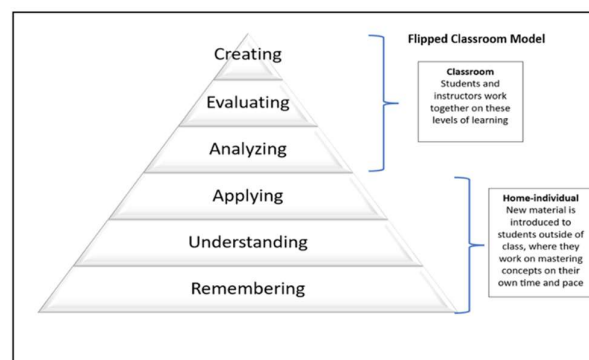 Flipped Classroom Model
Creating
Evaluating
Analyzing
Applying
Understanding
Remembering
Classroom
Students and
instructors work
together on these
levels of learning
Home-individual
New material is
introduced to
students outside of
class, where they
work on mastering
concepts on their
own time and pace